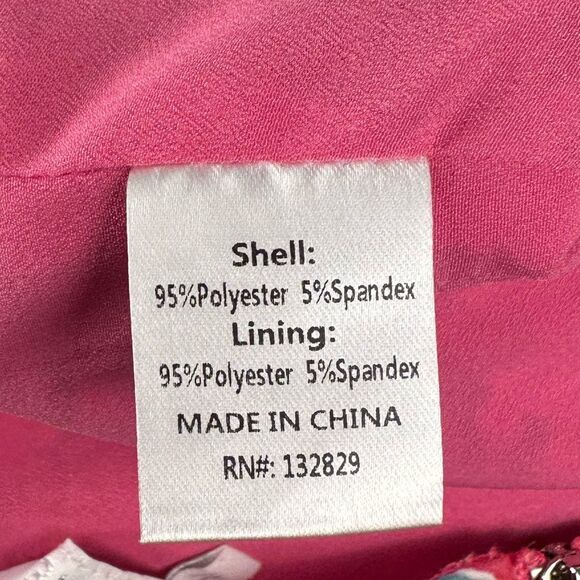 Shell:
95%Polyester 5%Spandex
Lining:
95%Polyester 5%Spandex
MADE IN CHINA
RN#: 132829